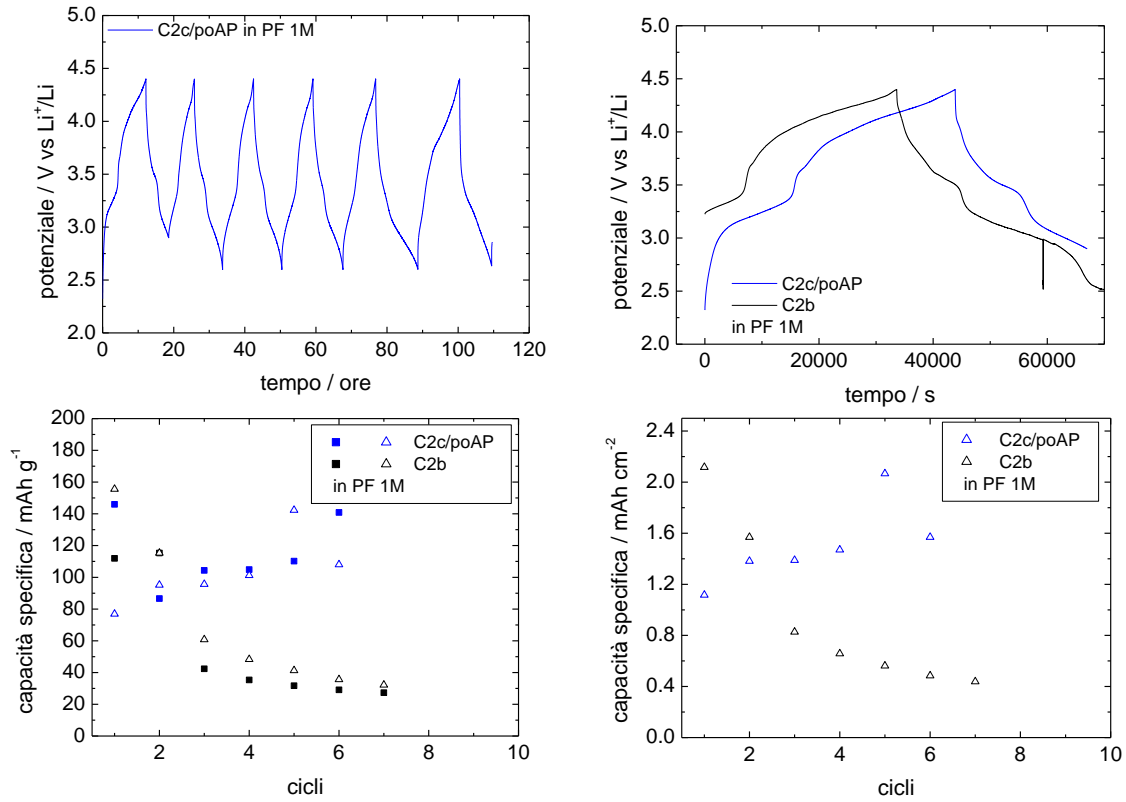 5.0
4.5
4.0
3.5
3.0
2.5
2.0
C2c/poAP in PF 1M
potenziale / V vs Li⁺/Li
0 20 40 60 80 100 120
tempo / ore
5.0
4.5
4.0
3.5
3.0
2.5
2.0
potenziale / V vs Li⁺/Li
C2c/poAP
C2b
in PF 1M
0 20000 40000 60000
tempo / s
200
180
160
140
120
100
80
60
40
20
0
capacità specifica / mAh g⁻¹
C2c/poAP
C2b
in PF 1M
2 4 6 8 10
cicli
2.4
2.0
1.6
1.2
0.8
0.4
0.0
capacità specifica / mAh cm⁻²
C2c/poAP
C2b
in PF 1M
2 4 6 8 10
cicli